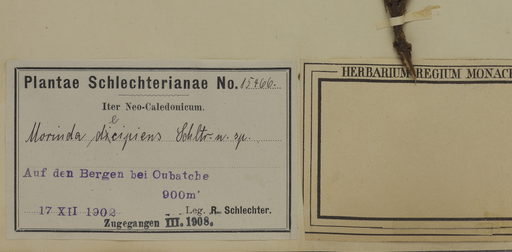 Plantae Schlechterianae No. 15466.
Iter Neo-Caledonicum.
Morinda decipiens Schltr. n. sp.
Auf den Bergen bei Oubatche
900m
17 XII 1902 Leg. R. Schlechter.
Zugegangen III. 1908.
HERBARIUM REGIUM MONAC